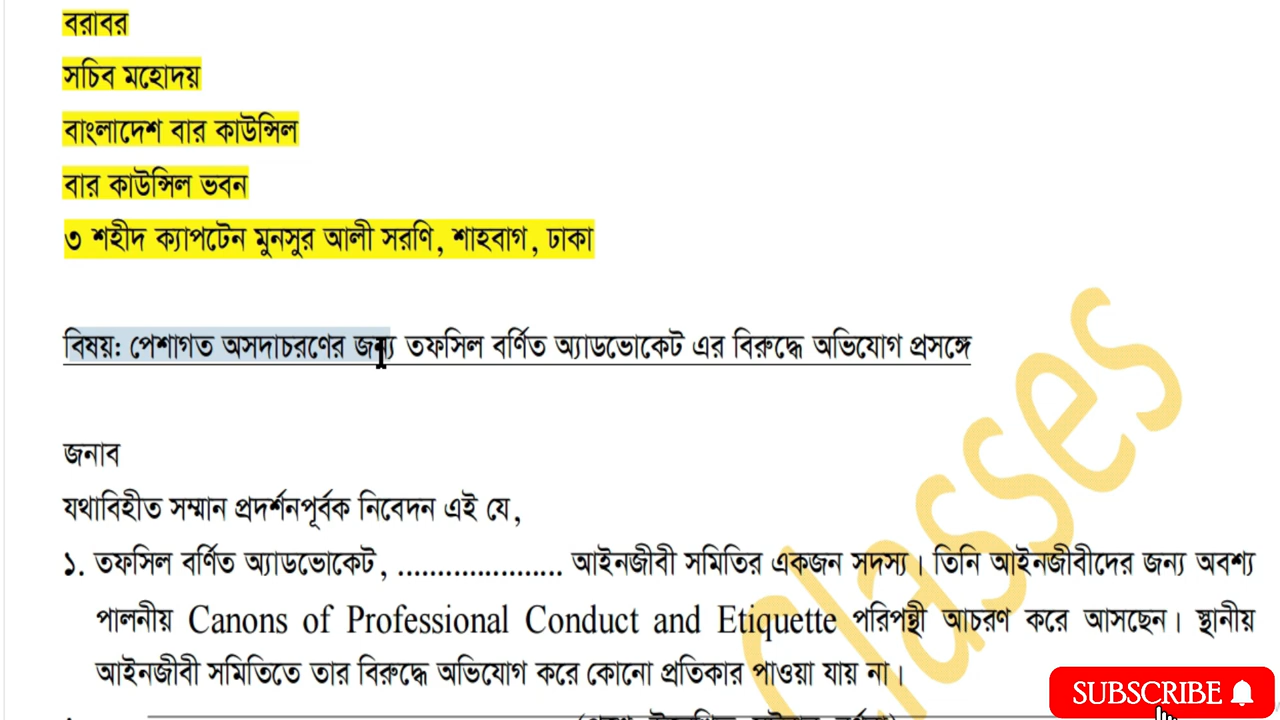 বরাবর
সচিব মহোদয়
বাংলাদেশ বার কাউন্সিল
বার কাউন্সিল ভবন
৩ শহীদ ক্যাপটেন মুনসুর আলী সরণি, শাহবাগ, ঢাকা
বিষয়: পেশাগত অসদাচরণের জন্য তফসিল বর্ণিত অ্যাডভোকেট এর বিরুদ্ধে অভিযোগ প্রসঙ্গে
জনাব
যথাবিহীত সম্মান প্রদর্শনপূর্বক নিবেদন এই যে,
১. তফসিল বর্ণিত অ্যাডভোকেট, ..................... আইনজীবী সমিতির একজন সদস্য। তিনি আইনজীবীদের জন্য অবশ্য
পালনীয় Canons of Professional Conduct and Etiquette পরিপন্থী আচরণ করে আসছেন। স্থানীয়
আইনজীবী সমিতিতে তার বিরুদ্ধে অভিযোগ করে কোনো প্রতিকার পাওয়া যায় না।
Classes
SUBSCRIBE